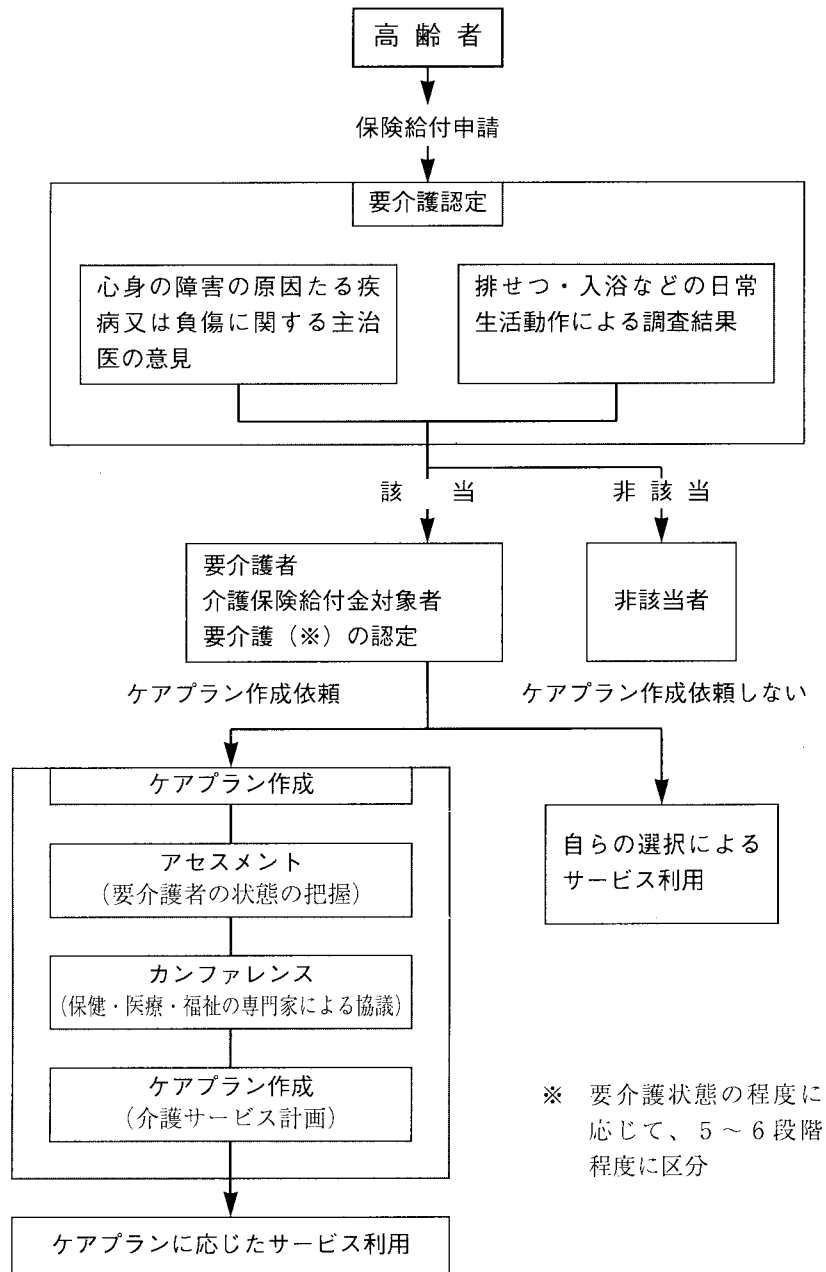 高齢者
保険給付申請
要介護認定
心身の障害の原因たる疾
病又は負傷に関する主治
医の意見
排せつ・入浴などの日常
生活動作による調査結果
該当
非該当
要介護者
介護保険給付金対象者
要介護（※）の認定
非該当者
ケアプラン作成依頼
ケアプラン作成依頼しない
ケアプラン作成
アセスメント
（要介護者の状態の把握）
カンファレンス
（保健・医療・福祉の専門家による協議）
ケアプラン作成
（介護サービス計画）
自らの選択による
サービス利用
※　要介護状態の程度に
応じて、５～６段階
程度に区分
ケアプランに応じたサービス利用